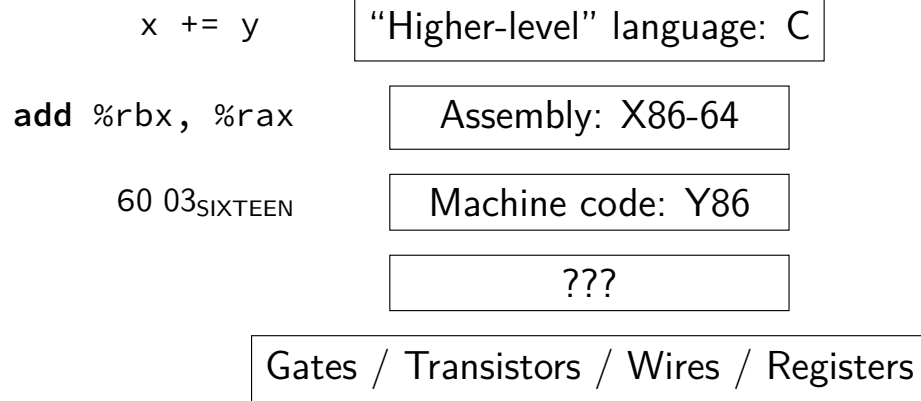 x += y “Higher-level” language: C
add %rbx, %rax Assembly: X86-64
60 03SIXTEEN Machine code: Y86
???
Gates / Transistors / Wires / Registers